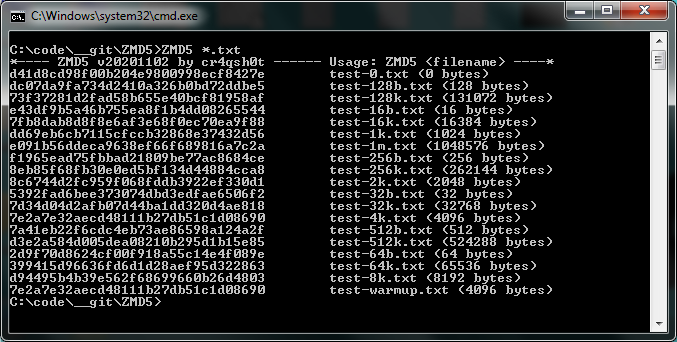 C:\Windows\system32\cmd.exe
C:\code\__git\ZMD5>ZMD5 *.txt
*---- ZMD5 v20201102 by cr4qsh0t ------ Usage: ZMD5 <filename> ----*
d41d8cd98f00b204e9800998ecf8427e test-0.txt (0 bytes)
dc07da9fa734d2410a326b0bd72ddbe5 test-128b.txt (128 bytes)
73f37281d2fad58b655e40bcf81958af test-128k.txt (131072 bytes)
e43df9b5a46b755ea8f1b4dd08265544 test-16b.txt (16 bytes)
7fb8dab8d8f8e6af3e68f0ec70ea9f88 test-16k.txt (16384 bytes)
dd69eb6cb7115cfccb32868e37432d56 test-1k.txt (1024 bytes)
e091b56ddeca9638ef66f689816a7c2a test-1m.txt (1048576 bytes)
f1965ead75fbbad21809be77ac8684ce test-256b.txt (256 bytes)
8eb85f68fb30e0ed5bf134d44884cca8 test-256k.txt (262144 bytes)
8c6744d2fc959f068fddb3922ef330d1 test-2k.txt (2048 bytes)
5392fad6bee373074dbd3edfae6506f2 test-32b.txt (32 bytes)
7d34d04d2afb07d44ba1dd320d4ae818 test-32k.txt (32768 bytes)
7e2a7e32aecd48111b27db51c1d08690 test-4k.txt (4096 bytes)
7a41eb22f6cdc4eb73ae86598a124a2f test-512b.txt (512 bytes)
d3e2a584d005dea08210b295d1b15e85 test-512k.txt (524288 bytes)
2d9f70d8624cf00f918a55c14e4f089e test-64b.txt (64 bytes)
399415d96636fd6d1d28aef95d322863 test-64k.txt (65536 bytes)
d94495b4b39e562f68699660b26d4803 test-8k.txt (8192 bytes)
7e2a7e32aecd48111b27db51c1d08690 test-warmup.txt (4096 bytes)
C:\code\__git\ZMD5>